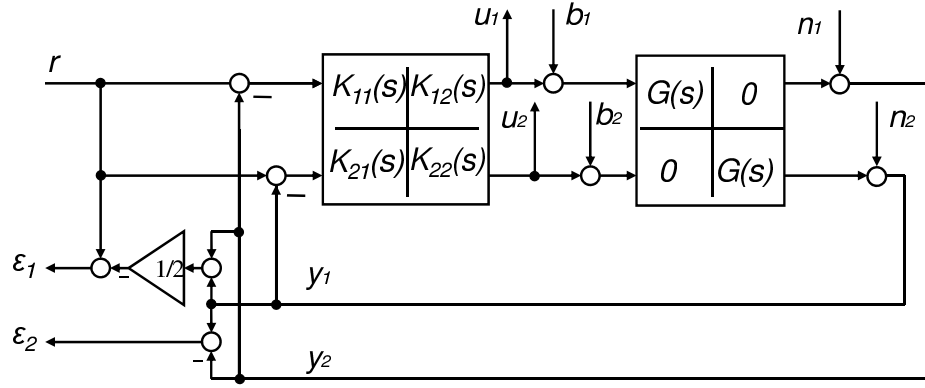 u1 b1 n1
r
K11(s) K12(s) G(s) 0
u2 b2 n2
K21(s) K22(s) 0 G(s)
−
−
ε1 − 1/2 y1
ε2
− y2